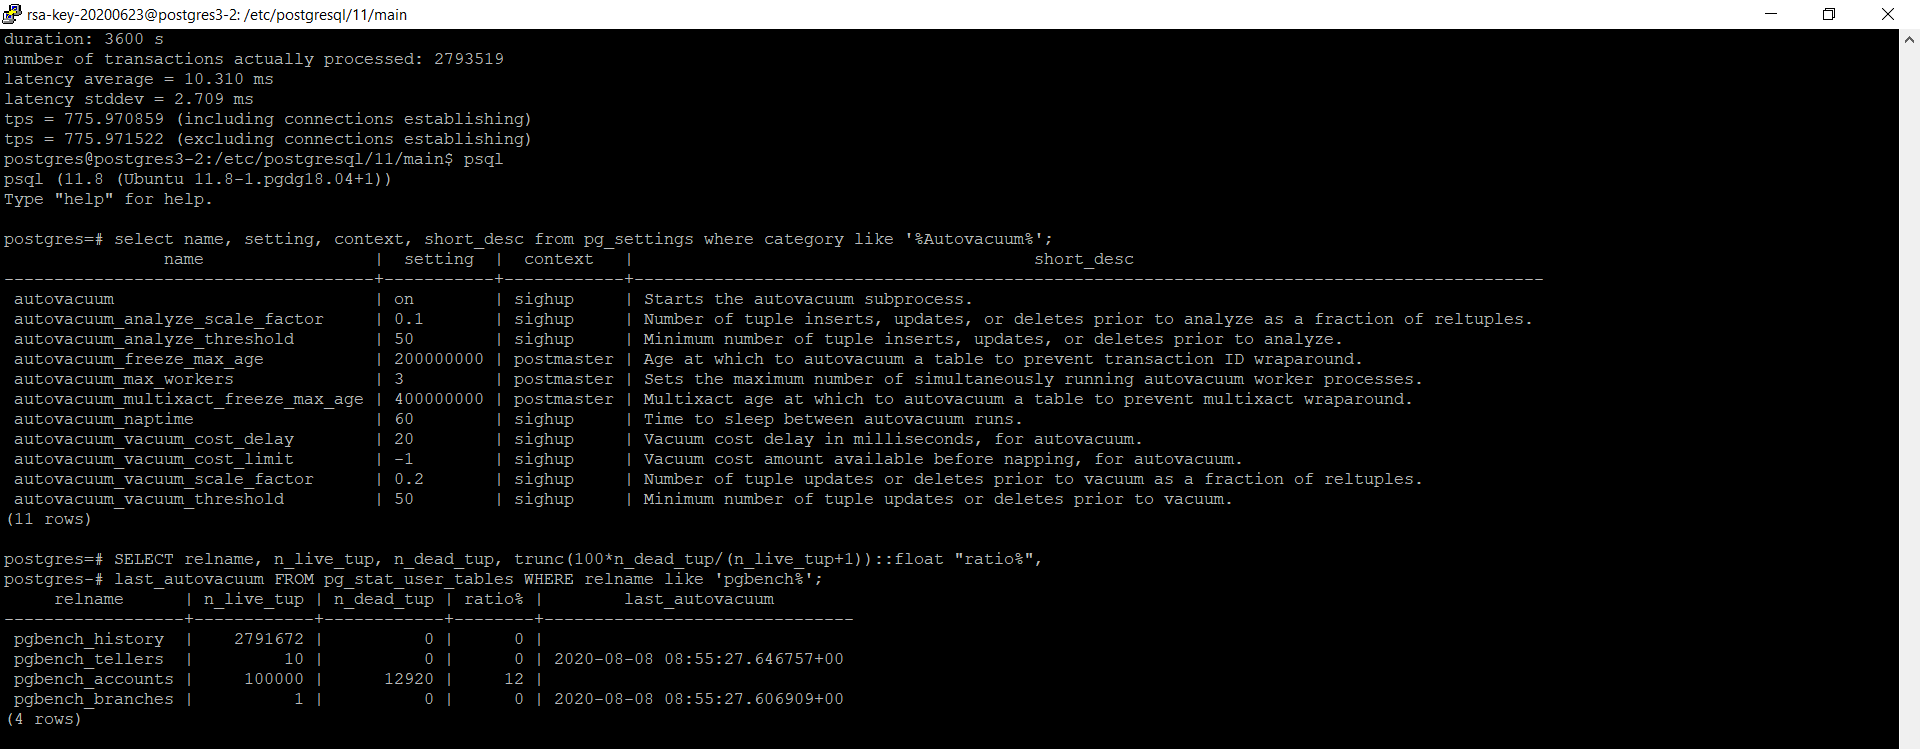 rsa-key-20200623@postgres3-2: /etc/postgresql/11/main
duration: 3600 s
number of transactions actually processed: 2793519
latency average = 10.310 ms
latency stddev = 2.709 ms
tps = 775.970859 (including connections establishing)
tps = 775.971522 (excluding connections establishing)
postgres@postgres3-2:/etc/postgresql/11/main$ psql
psql (11.8 (Ubuntu 11.8-1.pgdg18.04+1))
Type "help" for help.
postgres=# select name, setting, context, short_desc from pg_settings where category like '%Autovacuum%';
name | setting | context | short_desc
-------------------------------------+-----------+------------+-------------------------------------------------------------------------------------------
autovacuum | on | sighup | Starts the autovacuum subprocess.
autovacuum_analyze_scale_factor | 0.1 | sighup | Number of tuple inserts, updates, or deletes prior to analyze as a fraction of reltuples.
autovacuum_analyze_threshold | 50 | sighup | Minimum number of tuple inserts, updates, or deletes prior to analyze.
autovacuum_freeze_max_age | 200000000 | postmaster | Age at which to autovacuum a table to prevent transaction ID wraparound.
autovacuum_max_workers | 3 | postmaster | Sets the maximum number of simultaneously running autovacuum worker processes.
autovacuum_multixact_freeze_max_age | 400000000 | postmaster | Multixact age at which to autovacuum a table to prevent multixact wraparound.
autovacuum_naptime | 60 | sighup | Time to sleep between autovacuum runs.
autovacuum_vacuum_cost_delay | 20 | sighup | Vacuum cost delay in milliseconds, for autovacuum.
autovacuum_vacuum_cost_limit | -1 | sighup | Vacuum cost amount available before napping, for autovacuum.
autovacuum_vacuum_scale_factor | 0.2 | sighup | Number of tuple updates or deletes prior to vacuum as a fraction of reltuples.
autovacuum_vacuum_threshold | 50 | sighup | Minimum number of tuple updates or deletes prior to vacuum.
(11 rows)
postgres=# SELECT relname, n_live_tup, n_dead_tup, trunc(100*n_dead_tup/(n_live_tup+1))::float "ratio%",
postgres-# last_autovacuum FROM pg_stat_user_tables WHERE relname like 'pgbench%';
relname | n_live_tup | n_dead_tup | ratio% | last_autovacuum
------------------+------------+------------+--------+-------------------------------
pgbench_history | 2791672 | 0 | 0 |
pgbench_tellers | 10 | 0 | 0 | 2020-08-08 08:55:27.646757+00
pgbench_accounts | 100000 | 12920 | 12 |
pgbench_branches | 1 | 0 | 0 | 2020-08-08 08:55:27.606909+00
(4 rows)